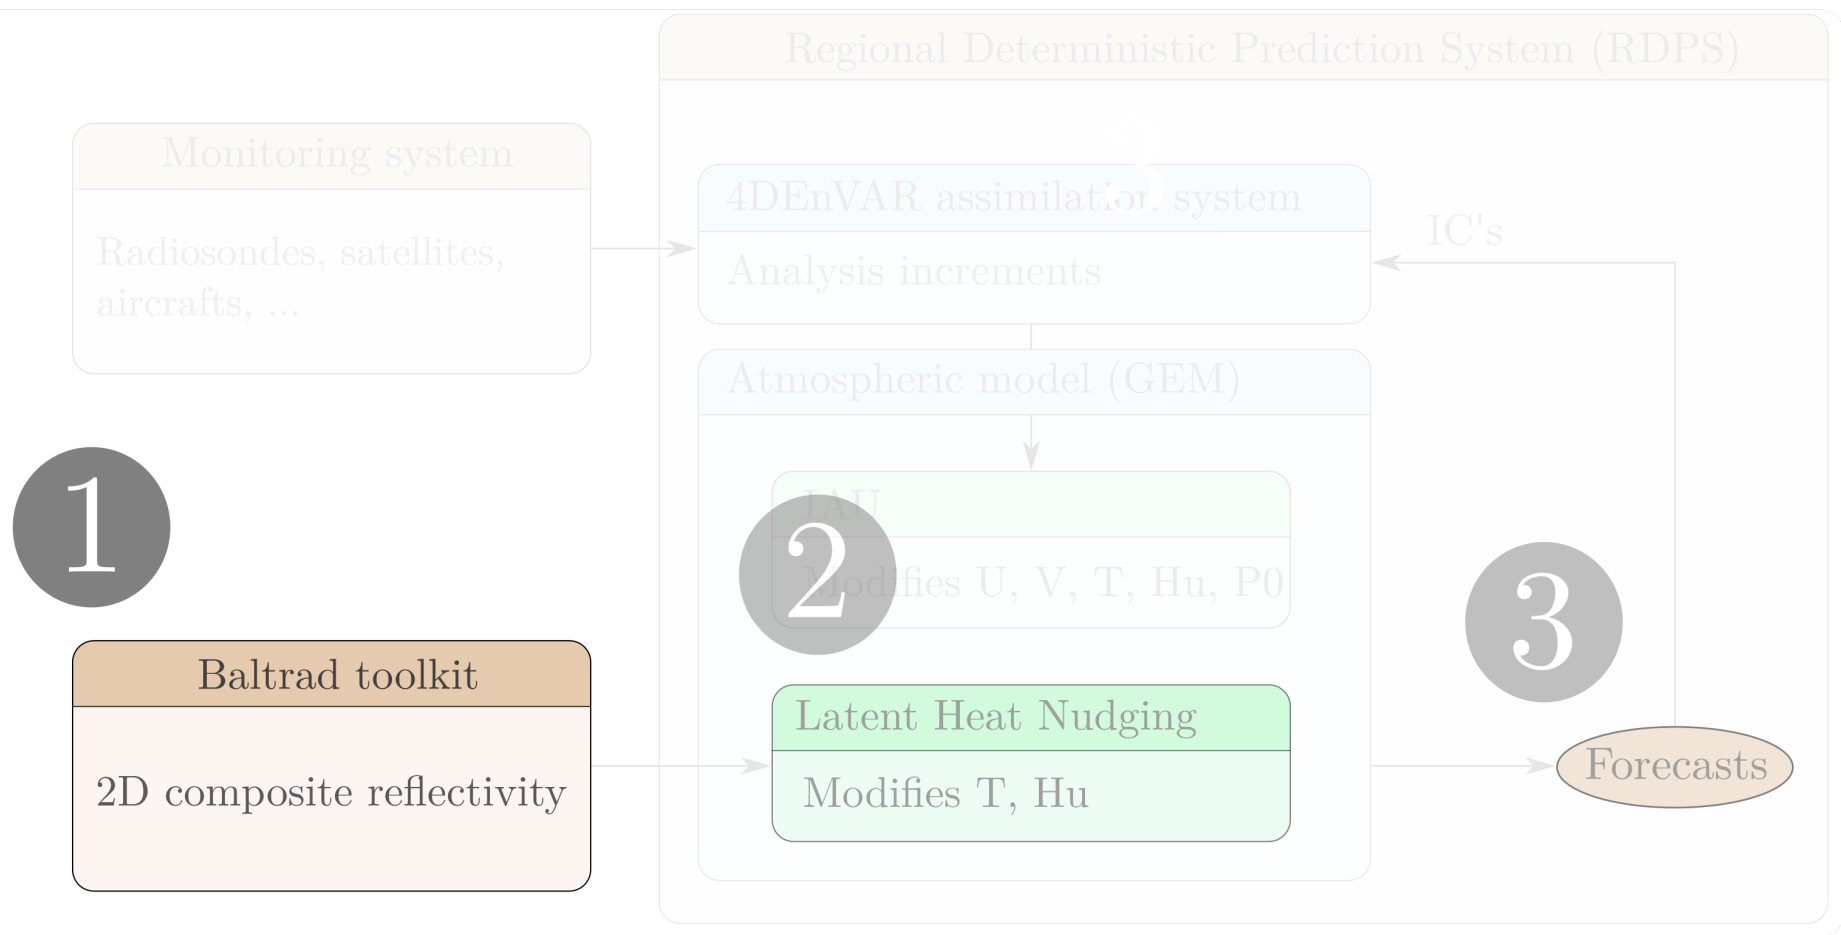 Regional Deterministic Prediction System (RDPS)
3
Monitoring system
Radiosondes, satellites,
aircrafts, ...
4DEnVAR assimilation system
Analysis increments
IC's
Atmospheric model (GEM)
IAU
Modifies U, V, T, Hu, P0
1
2
3
Baltrad toolkit
2D composite reflectivity
Latent Heat Nudging
Modifies T, Hu
Forecasts